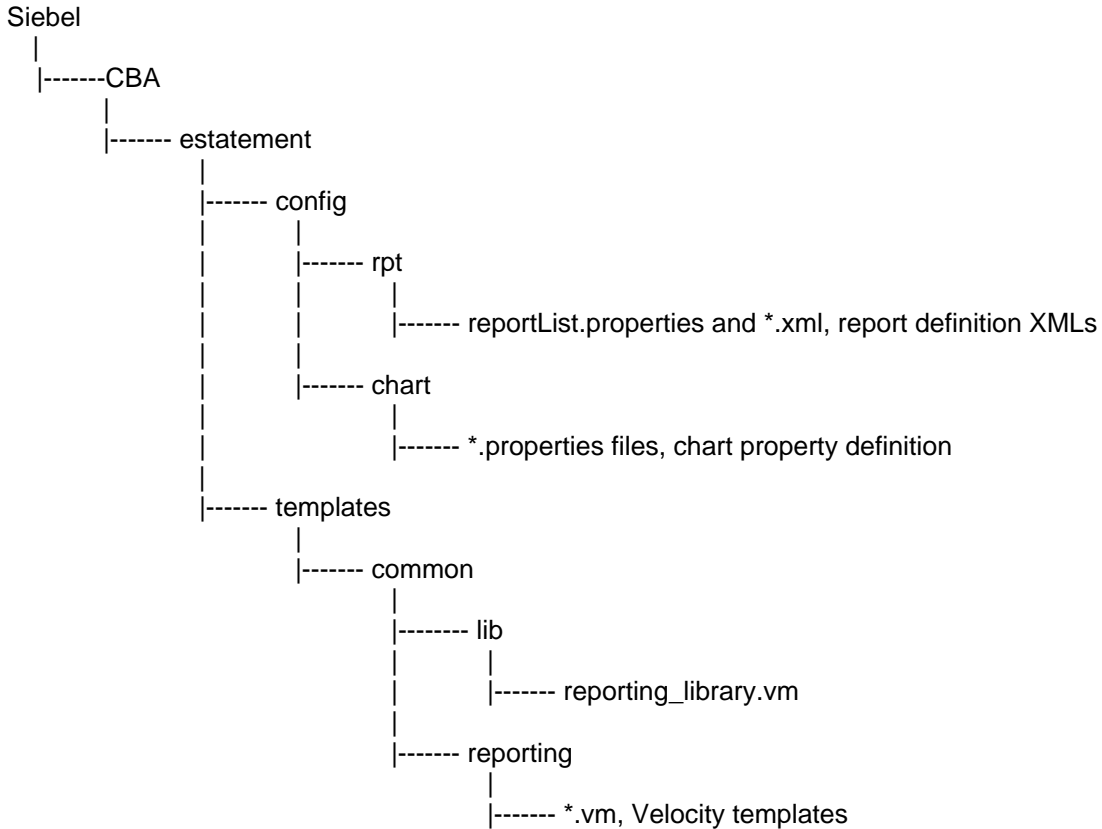 Siebel
CBA
estatement
config
rpt
reportList.properties and *.xml, report definition XMLs
chart
*.properties files, chart property definition
templates
common
lib
reporting_library.vm
reporting
*.vm, Velocity templates